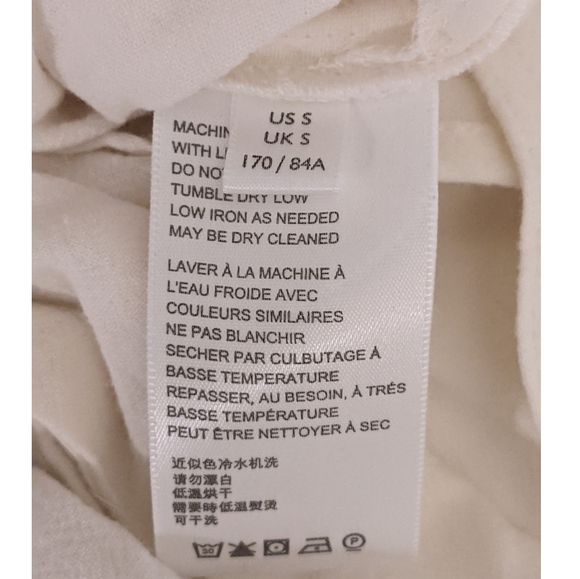 US S
UK S
170 / 84A
MACHIN
WITH L
DO NO
TUMBLE DRY LOW
LOW IRON AS NEEDED
MAY BE DRY CLEANED
LAVER À LA MACHINE À
L'EAU FROIDE AVEC
COULEURS SIMILAIRES
NE PAS BLANCHIR
SECHER PAR CULBUTAGE À
BASSE TEMPERATURE
REPASSER, AU BESOIN, À TRÉS
BASSE TEMPÉRATURE
PEUT ÊTRE NETTOYER À SEC
近似色冷水机洗
请勿漂白
低温烘干
需要時低温熨烫
可干洗
30 P